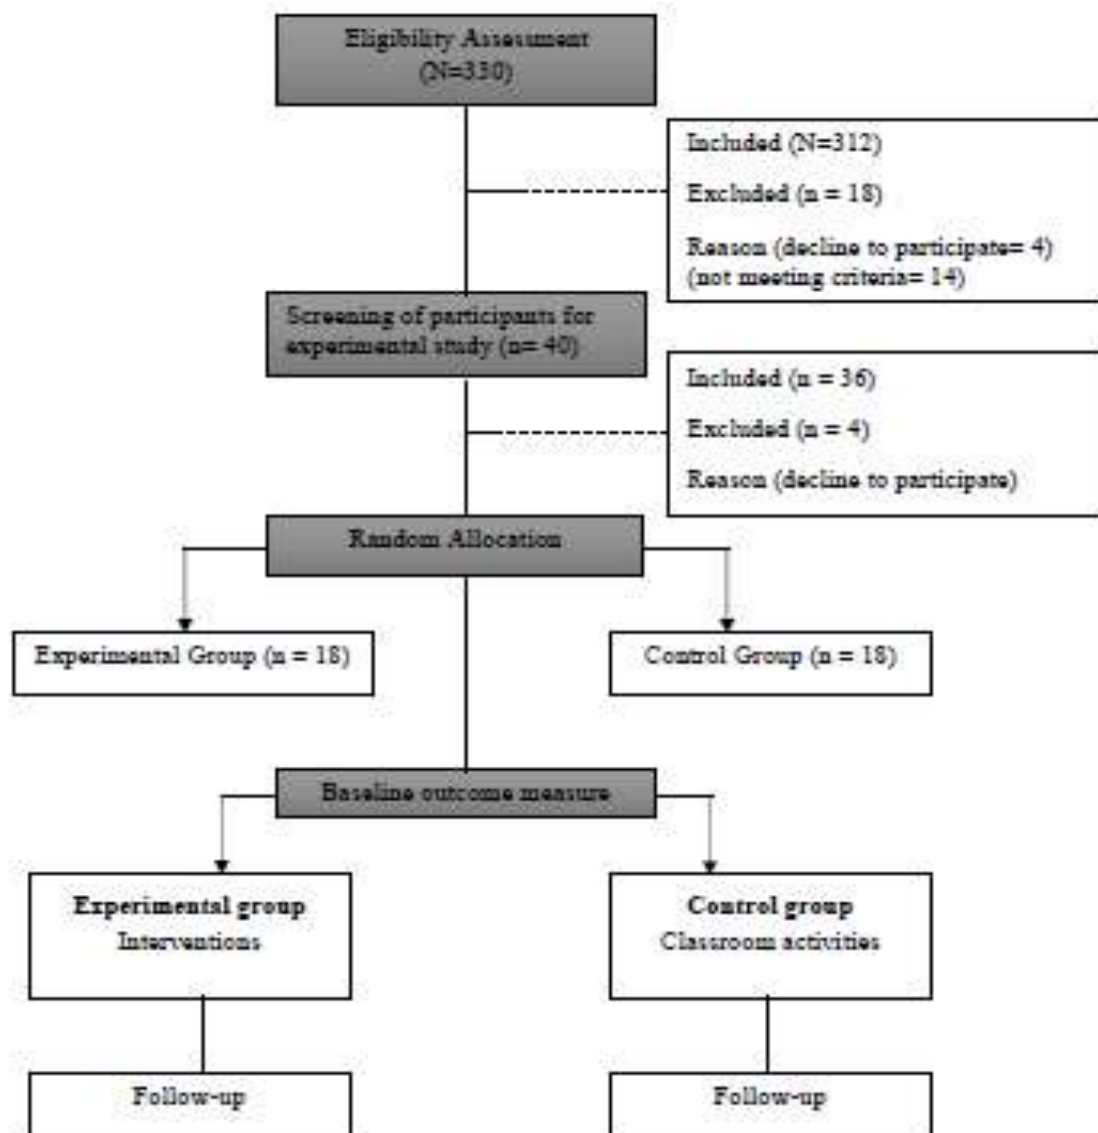 Eligibility Assessment
(N=330)
Included (N=312)
Excluded (n = 18)
Reason (decline to participate= 4)
(not meeting criteria= 14)
Screening of participants for
experimental study (n= 40)
Included (n = 36)
Excluded (n = 4)
Reason (decline to participate)
Random Allocation
Experimental Group (n = 18)
Control Group (n = 18)
Baseline outcome measure
Experimental group
Interventions
Control group
Classroom activities
Follow-up
Follow-up